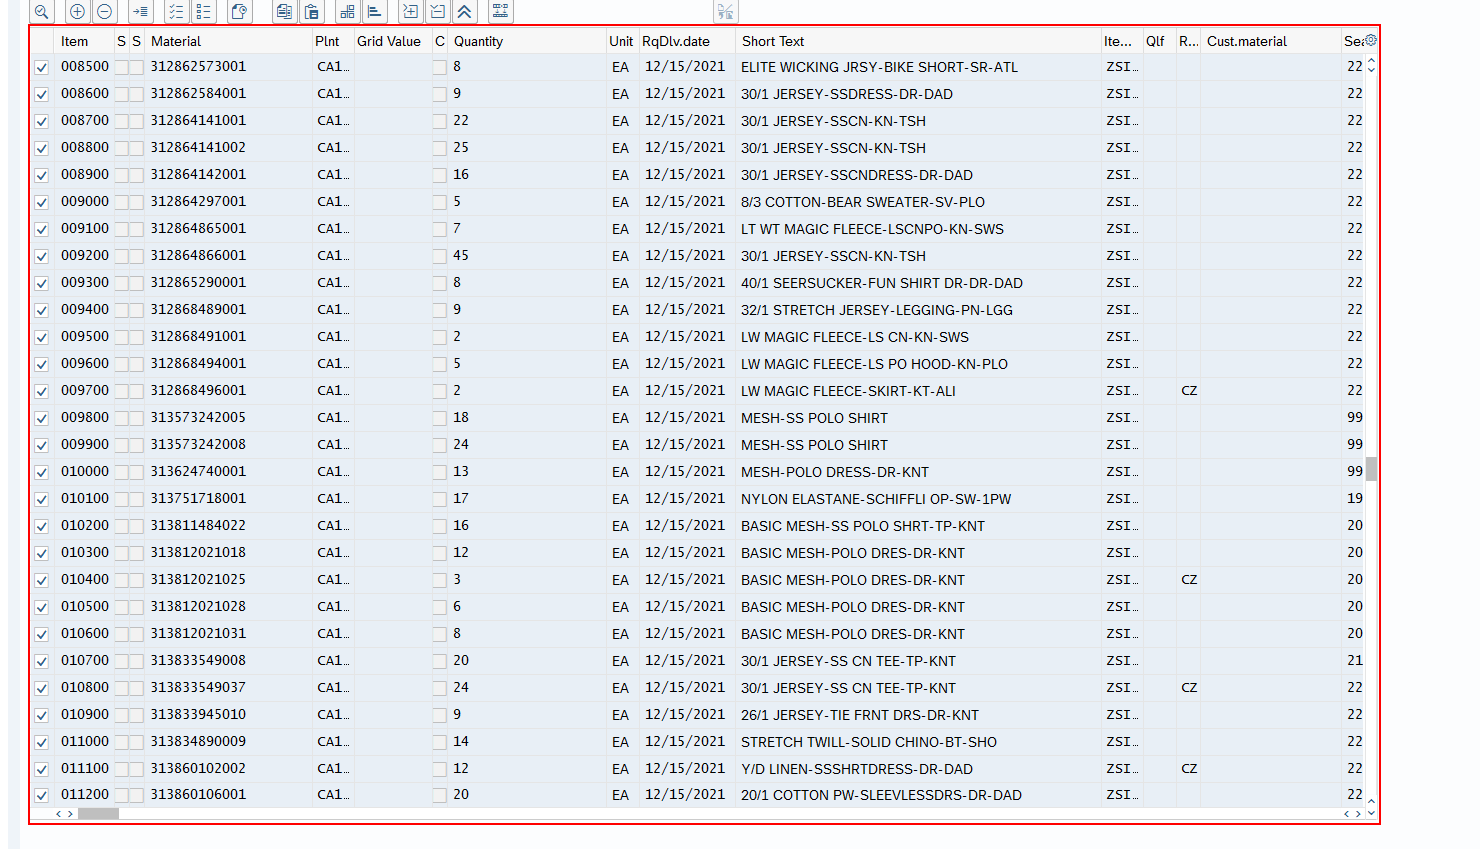 Item S S Material Plnt Grid Value C Quantity Unit RqDlv.date Short Text Ite... Qlf R... Cust.material Sea
008500 312862573001 CA1... 8 EA 12/15/2021 ELITE WICKING JRSY-BIKE SHORT-SR-ATL ZSI... 22
008600 312862584001 CA1... 9 EA 12/15/2021 30/1 JERSEY-SSDRESS-DR-DAD ZSI... 22
008700 312864141001 CA1... 22 EA 12/15/2021 30/1 JERSEY-SSCN-KN-TSH ZSI... 22
008800 312864141002 CA1... 25 EA 12/15/2021 30/1 JERSEY-SSCN-KN-TSH ZSI... 22
008900 312864142001 CA1... 16 EA 12/15/2021 30/1 JERSEY-SSCNDRESS-DR-DAD ZSI... 22
009000 312864297001 CA1... 5 EA 12/15/2021 8/3 COTTON-BEAR SWEATER-SV-PLO ZSI... 22
009100 312864865001 CA1... 7 EA 12/15/2021 LT WT MAGIC FLEECE-LSCNPO-KN-SWS ZSI... 22
009200 312864866001 CA1... 45 EA 12/15/2021 30/1 JERSEY-SSCN-KN-TSH ZSI... 22
009300 312865290001 CA1... 8 EA 12/15/2021 40/1 SEERSUCKER-FUN SHIRT DR-DR-DAD ZSI... 22
009400 312868489001 CA1... 9 EA 12/15/2021 32/1 STRETCH JERSEY-LEGGING-PN-LGG ZSI... 22
009500 312868491001 CA1... 2 EA 12/15/2021 LW MAGIC FLEECE-LS CN-KN-SWS ZSI... 22
009600 312868494001 CA1... 5 EA 12/15/2021 LW MAGIC FLEECE-LS PO HOOD-KN-PLO ZSI... 22
009700 312868496001 CA1... 2 EA 12/15/2021 LW MAGIC FLEECE-SKIRT-KT-ALI ZSI... CZ 22
009800 313573242005 CA1... 18 EA 12/15/2021 MESH-SS POLO SHIRT ZSI... 99
009900 313573242008 CA1... 24 EA 12/15/2021 MESH-SS POLO SHIRT ZSI... 99
010000 313624740001 CA1... 13 EA 12/15/2021 MESH-POLO DRESS-DR-KNT ZSI... 99
010100 313751718001 CA1... 17 EA 12/15/2021 NYLON ELASTANE-SCHIFFLI OP-SW-1PW ZSI... 19
010200 313811484022 CA1... 16 EA 12/15/2021 BASIC MESH-SS POLO SHRT-TP-KNT ZSI... 20
010300 313812021018 CA1... 12 EA 12/15/2021 BASIC MESH-POLO DRES-DR-KNT ZSI... 20
010400 313812021025 CA1... 3 EA 12/15/2021 BASIC MESH-POLO DRES-DR-KNT ZSI... CZ 20
010500 313812021028 CA1... 6 EA 12/15/2021 BASIC MESH-POLO DRES-DR-KNT ZSI... 20
010600 313812021031 CA1... 8 EA 12/15/2021 BASIC MESH-POLO DRES-DR-KNT ZSI... 20
010700 313833549008 CA1... 20 EA 12/15/2021 30/1 JERSEY-SS CN TEE-TP-KNT ZSI... 21
010800 313833549037 CA1... 24 EA 12/15/2021 30/1 JERSEY-SS CN TEE-TP-KNT ZSI... CZ 22
010900 313833945010 CA1... 9 EA 12/15/2021 26/1 JERSEY-TIE FRNT DRS-DR-KNT ZSI... 22
011000 313834890009 CA1... 14 EA 12/15/2021 STRETCH TWILL-SOLID CHINO-BT-SHO ZSI... 22
011100 313860102002 CA1... 12 EA 12/15/2021 Y/D LINEN-SSSHRTDRESS-DR-DAD ZSI... CZ 22
011200 313860106001 CA1... 20 EA 12/15/2021 20/1 COTTON PW-SLEEVLESSDRS-DR-DAD ZSI... 22